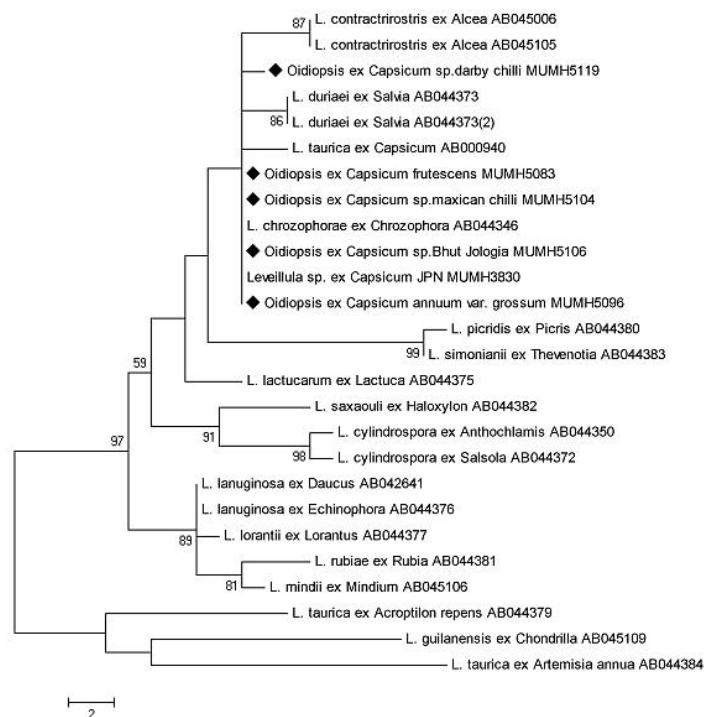 87
L. contractrirostris ex Alcea AB045006
L. contractrirostris ex Alcea AB045105
Oidiopsis ex Capsicum sp.darby chilli MUMH5119
L. duriaei ex Salvia AB044373
86
L. duriaei ex Salvia AB044373(2)
L. taurica ex Capsicum AB000940
Oidiopsis ex Capsicum frutescens MUMH5083
Oidiopsis ex Capsicum sp.maxican chilli MUMH5104
L. chrozophorae ex Chrozophora AB044346
Oidiopsis ex Capsicum sp.Bhut Jologia MUMH5106
Leveillula sp. ex Capsicum JPN MUMH3830
Oidiopsis ex Capsicum annuum var. grossum MUMH5096
L. picridis ex Picris AB044380
99
L. simonianii ex Thevenotia AB044383
59
L. lactucarum ex Lactuca AB044375
L. saxaouli ex Haloxylon AB044382
91
L. cylindrospora ex Anthochlamis AB044350
97
98
L. cylindrospora ex Salsola AB044372
L. lanuginosa ex Daucus AB042641
L. lanuginosa ex Echinophora AB044376
89
L. lorantii ex Lorantus AB044377
L. rubiae ex Rubia AB044381
81
L. mindii ex Mindium AB045106
L. taurica ex Acroptilon repens AB044379
L. guilanensis ex Chondrilla AB045109
L. taurica ex Artemisia annua AB044384
2